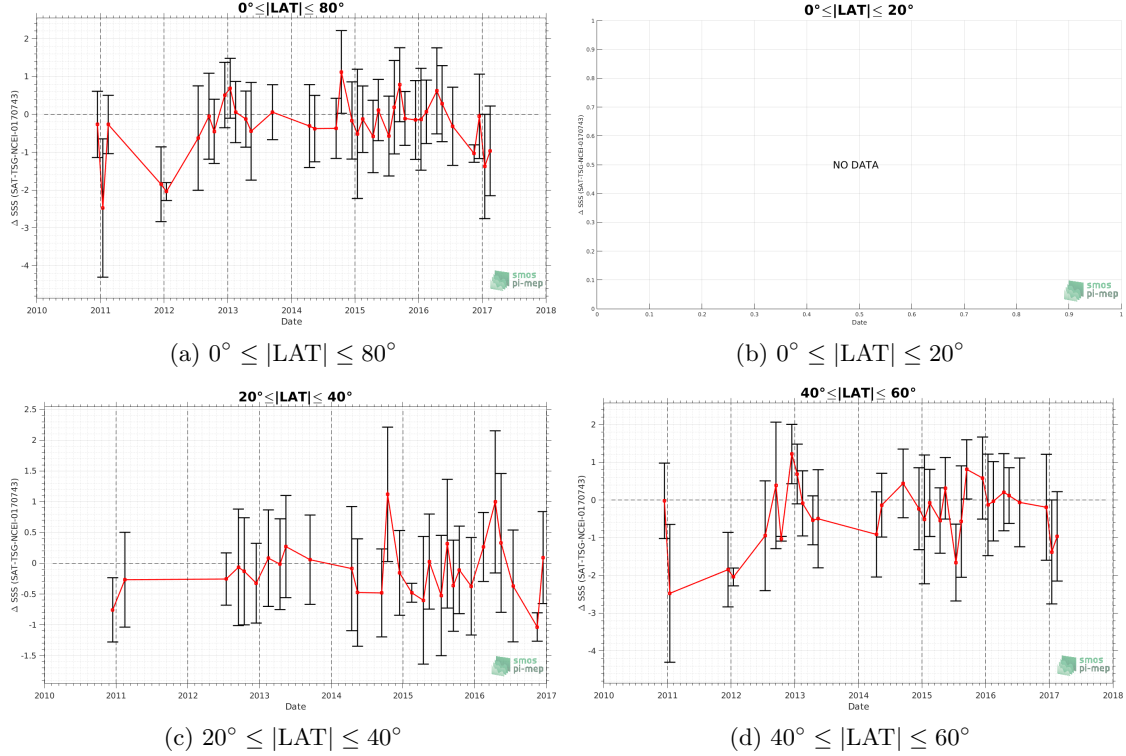 0°≤|LAT|≤ 80°
Δ SSS (SAT-TSG-NCEI-0170743)
2
1
0
-1
-2
-3
-4
2010 2011 2012 2013 2014 2015 2016 2017 2018
Date
smos
pi-mep
(a) 0° ≤ |LAT| ≤ 80°
0°≤|LAT|≤ 20°
Δ SSS (SAT-TSG-NCEI-0170743)
1
0.9
0.8
0.7
0.6
0.5
0.4
0.3
0.2
0.1
0
NO DATA
0 0.1 0.2 0.3 0.4 0.5 0.6 0.7 0.8 0.9 1
Date
smos
pi-mep
(b) 0° ≤ |LAT| ≤ 20°
20°≤|LAT|≤ 40°
Δ SSS (SAT-TSG-NCEI-0170743)
2.5
2
1.5
1
0.5
0
-0.5
-1
-1.5
2010 2011 2012 2013 2014 2015 2016 2017
Date
smos
pi-mep
(c) 20° ≤ |LAT| ≤ 40°
40°≤|LAT|≤ 60°
Δ SSS (SAT-TSG-NCEI-0170743)
2
1
0
-1
-2
-3
-4
2010 2011 2012 2013 2014 2015 2016 2017 2018
Date
smos
pi-mep
(d) 40° ≤ |LAT| ≤ 60°